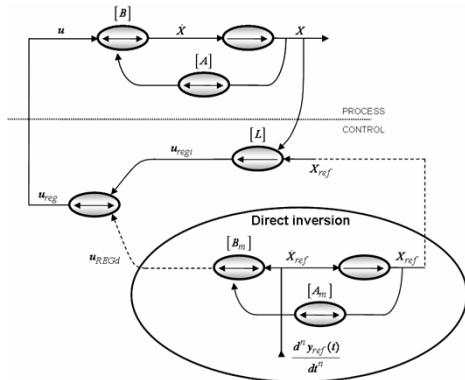 [B]
u
Ẋ
X
[A]
PROCESS
CONTROL
[L]
u_regi
X_ref
u_reg
Direct inversion
[B_m]
Ẋ_ref
X_ref
u_REGd
[A_m]
d^n y_ref(t)
dt^n